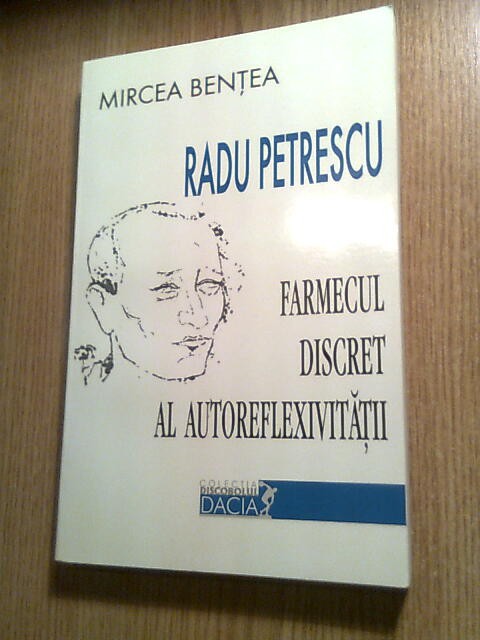 MIRCEA BENȚEA
RADU PETRESCU
FARMECUL
DISCRET
AL AUTOREFLEXIVITĂȚII
COLECȚIA
DISCOBOLUL
DACIA